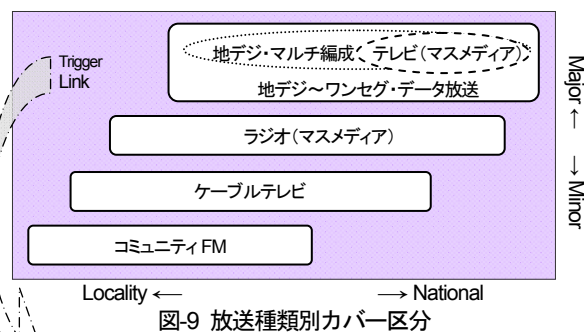 Trigger
Link
地デジ・マルチ編成 テレビ(マスメディア)
地デジ～ワンセグ・データ放送
ラジオ(マスメディア)
ケーブルテレビ
コミュニティFM
Major ← → Minor
Locality ← → National
図-9 放送種類別カバー区分